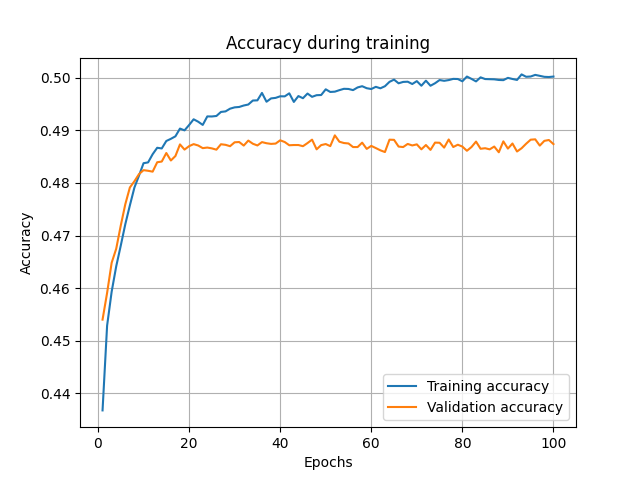 Accuracy during training
0.50
0.49
0.48
0.47
0.46
0.45
0.44
Accuracy
0
20
40
60
80
100
Epochs
Training accuracy
Validation accuracy